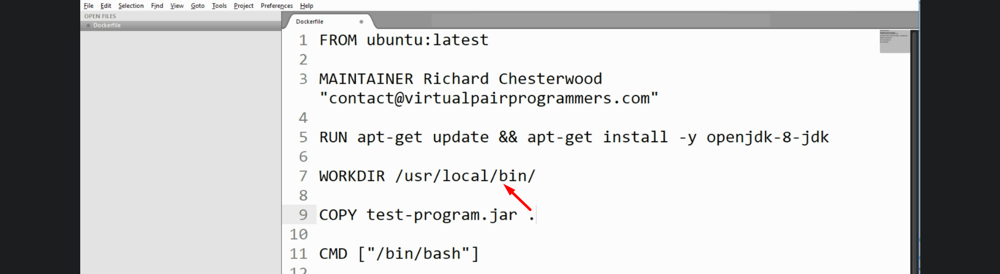 File Edit Selection Find View Goto Tools Project Preferences Help
OPEN FILES
Dockerfile
Dockerfile
1 FROM ubuntu:latest
2
3 MAINTAINER Richard Chesterwood
"contact@virtualpairprogrammers.com"
4
5 RUN apt-get update && apt-get install -y openjdk-8-jdk
6
7 WORKDIR /usr/local/bin/
8
9 COPY test-program.jar .
10
11 CMD ["/bin/bash"]
12